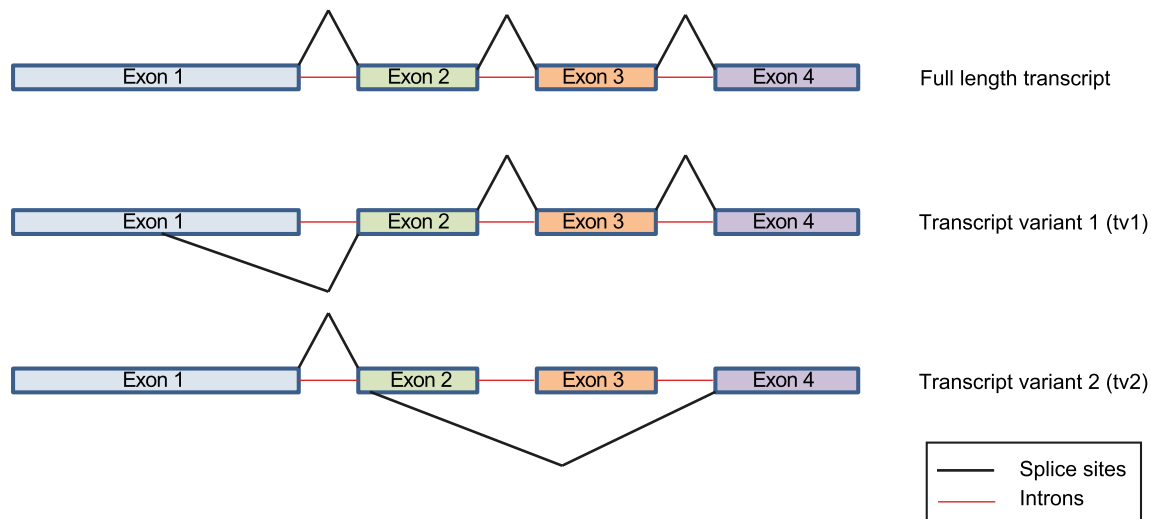 Exon 1 Exon 2 Exon 3 Exon 4 Full length transcript
Exon 1 Exon 2 Exon 3 Exon 4 Transcript variant 1 (tv1)
Exon 1 Exon 2 Exon 3 Exon 4 Transcript variant 2 (tv2)
Splice sites
Introns